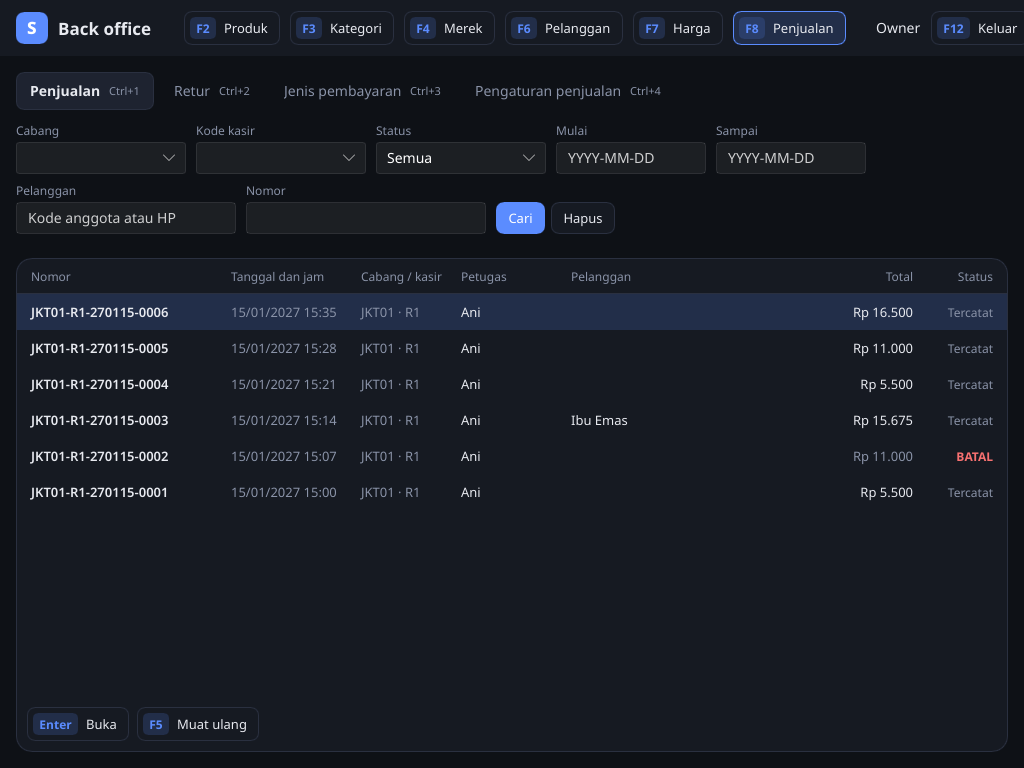 S Back office F2 Produk F3 Kategori F4 Merek F6 Pelanggan F7 Harga F8 Penjualan Owner F12 Keluar
Penjualan Ctrl+1 Retur Ctrl+2 Jenis pembayaran Ctrl+3 Pengaturan penjualan Ctrl+4
Cabang Kode kasir Status Mulai Sampai
Semua YYYY-MM-DD YYYY-MM-DD
Pelanggan Nomor
Kode anggota atau HP Cari Hapus
Nomor Tanggal dan jam Cabang / kasir Petugas Pelanggan Total Status
JKT01-R1-270115-0006 15/01/2027 15:35 JKT01 · R1 Ani Rp 16.500 Tercatat
JKT01-R1-270115-0005 15/01/2027 15:28 JKT01 · R1 Ani Rp 11.000 Tercatat
JKT01-R1-270115-0004 15/01/2027 15:21 JKT01 · R1 Ani Rp 5.500 Tercatat
JKT01-R1-270115-0003 15/01/2027 15:14 JKT01 · R1 Ani Ibu Emas Rp 15.675 Tercatat
JKT01-R1-270115-0002 15/01/2027 15:07 JKT01 · R1 Ani Rp 11.000 BATAL
JKT01-R1-270115-0001 15/01/2027 15:00 JKT01 · R1 Ani Rp 5.500 Tercatat
Enter Buka F5 Muat ulang